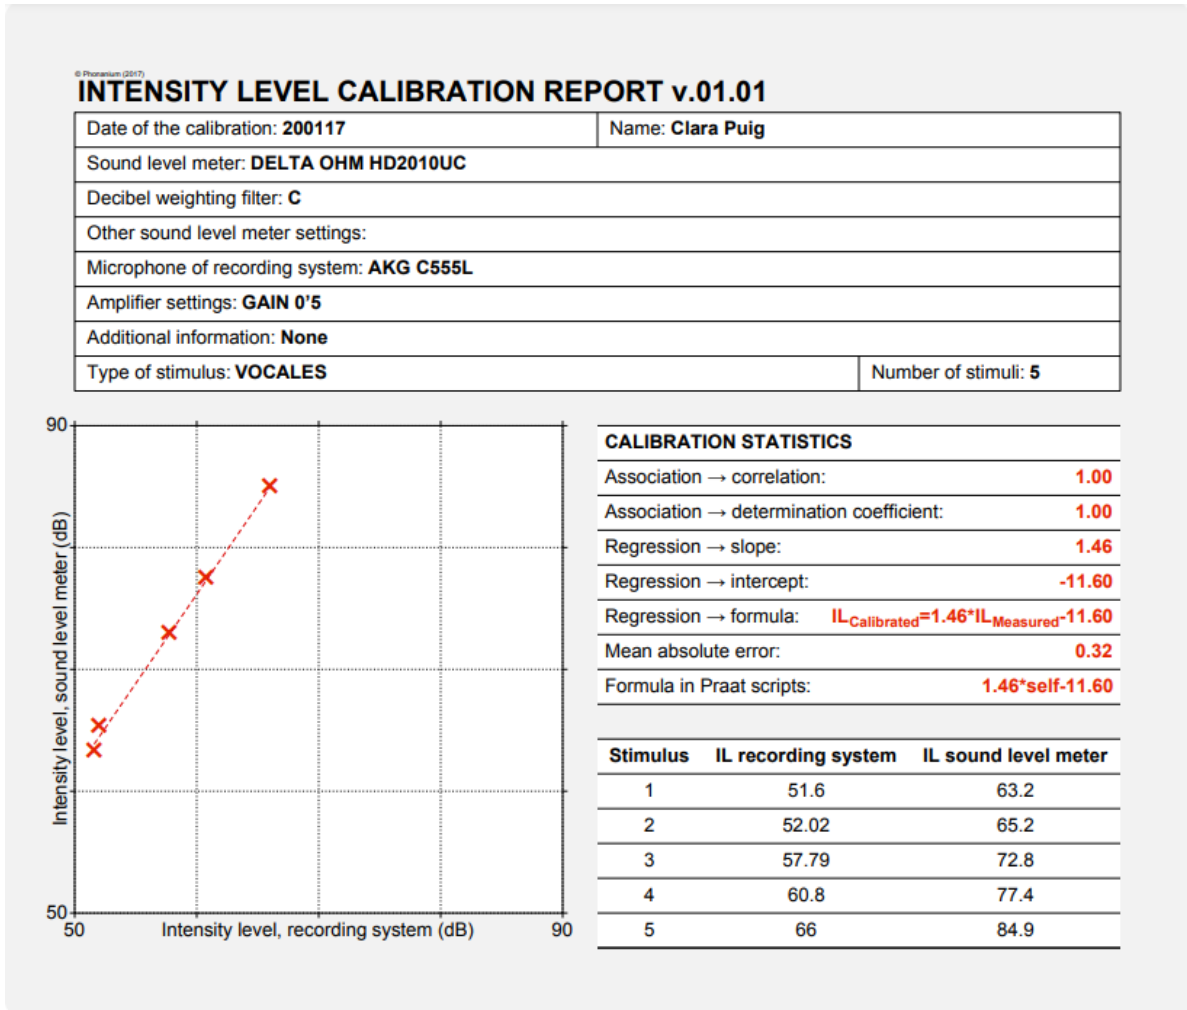 © Phonanium (2017)
INTENSITY LEVEL CALIBRATION REPORT v.01.01
Date of the calibration: 200117 Name: Clara Puig
Sound level meter: DELTA OHM HD2010UC
Decibel weighting filter: C
Other sound level meter settings:
Microphone of recording system: AKG C555L
Amplifier settings: GAIN 0'5
Additional information: None
Type of stimulus: VOCALES Number of stimuli: 5
90
Intensity level, sound level meter (dB)
50
50 Intensity level, recording system (dB) 90
CALIBRATION STATISTICS
Association → correlation: 1.00
Association → determination coefficient: 1.00
Regression → slope: 1.46
Regression → intercept: -11.60
Regression → formula: ILCalibrated=1.46*ILMeasured-11.60
Mean absolute error: 0.32
Formula in Praat scripts: 1.46*self-11.60
Stimulus IL recording system IL sound level meter
1 51.6 63.2
2 52.02 65.2
3 57.79 72.8
4 60.8 77.4
5 66 84.9